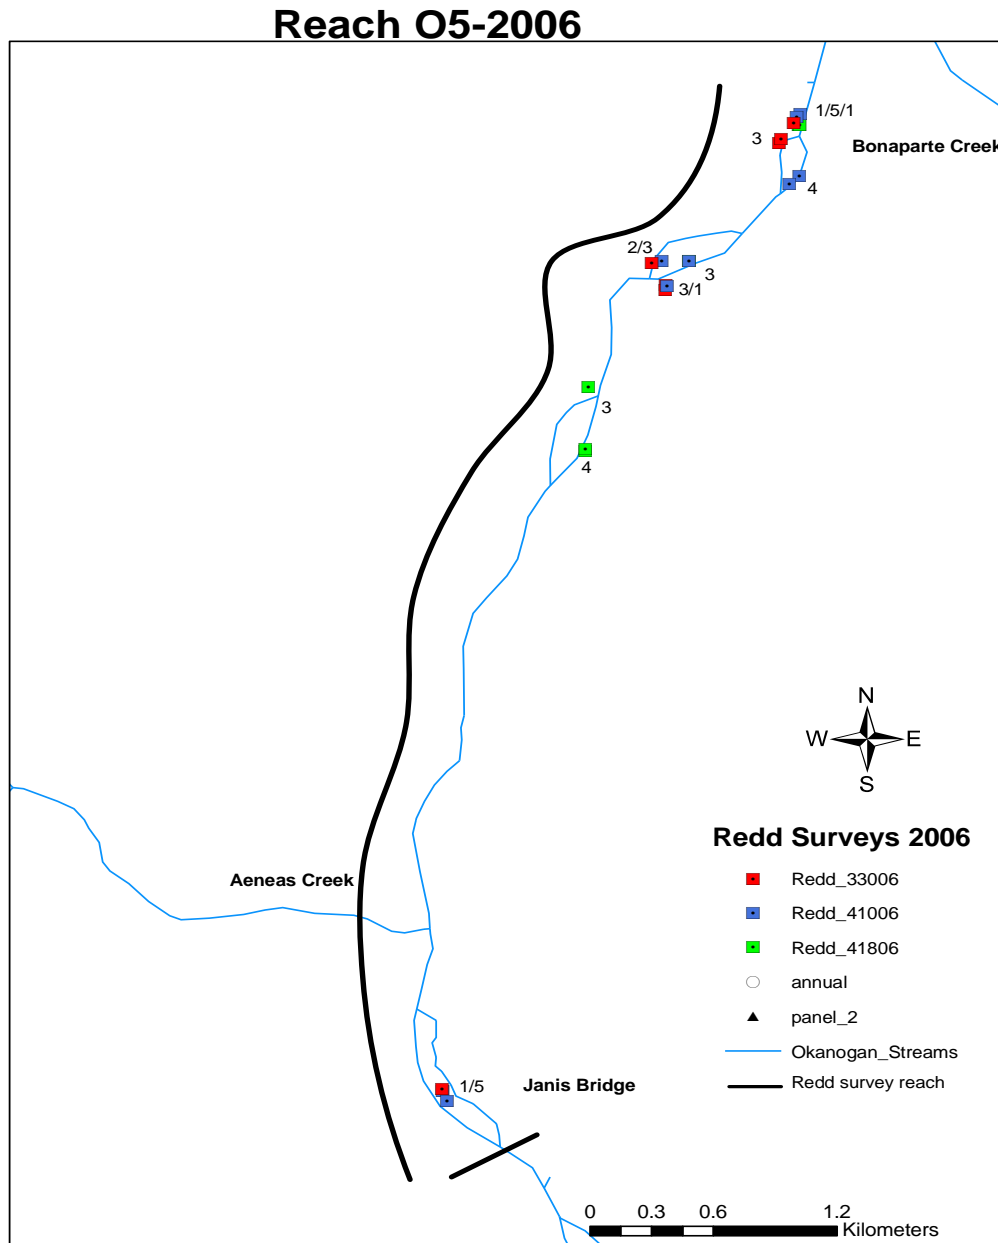 Reach O5-2006
1/5/1
3
Bonaparte Creek
4
2/3
3
3/1
3
4
N
W E
S
Redd Surveys 2006
Redd_33006
Aeneas Creek
Redd_41006
Redd_41806
annual
panel_2
Okanogan_Streams
Redd survey reach
1/5
Janis Bridge
0 0.3 0.6 1.2
Kilometers